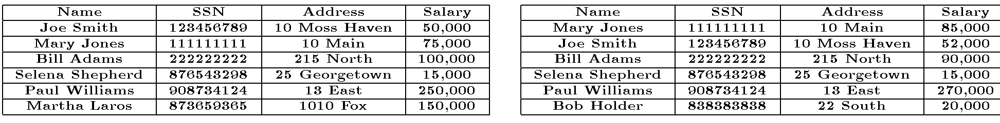 Name SSN Address Salary
Joe Smith 123456789 10 Moss Haven 50,000
Mary Jones 111111111 10 Main 75,000
Bill Adams 222222222 215 North 100,000
Selena Shepherd 876543298 25 Georgetown 15,000
Paul Williams 908734124 13 East 250,000
Martha Laros 873659365 1010 Fox 150,000
Name SSN Address Salary
Mary Jones 111111111 10 Main 85,000
Joe Smith 123456789 10 Moss Haven 52,000
Bill Adams 222222222 215 North 90,000
Selena Shepherd 876543298 25 Georgetown 15,000
Paul Williams 908734124 13 East 270,000
Bob Holder 838383838 22 South 20,000